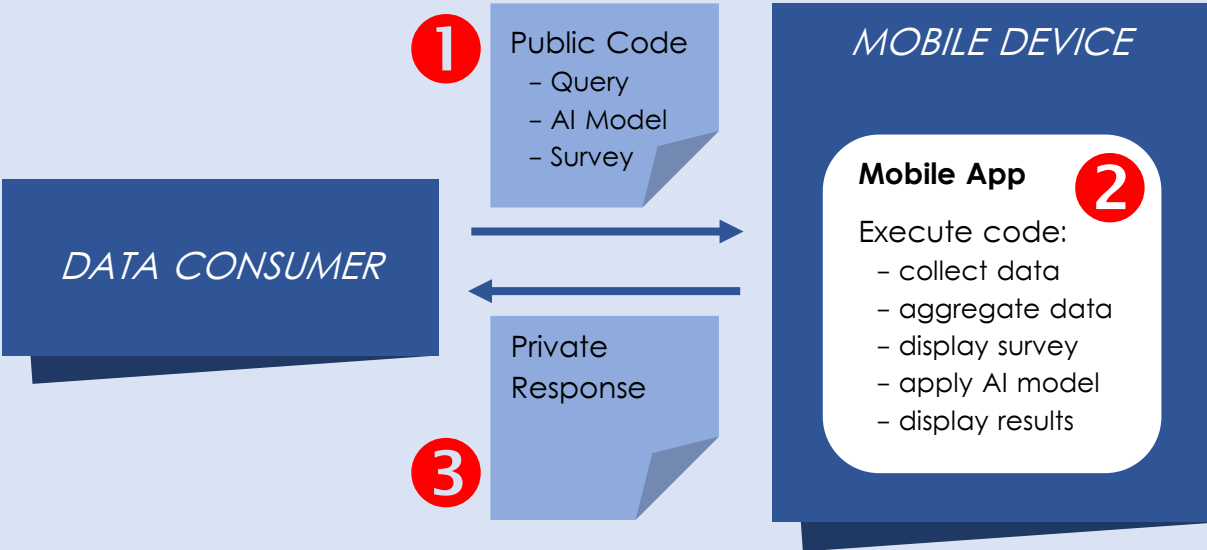 1
Public Code
- Query
- AI Model
- Survey
MOBILE DEVICE
Mobile App
2
Execute code:
- collect data
- aggregate data
- display survey
- apply AI model
- display results
DATA CONSUMER
Private
Response
3